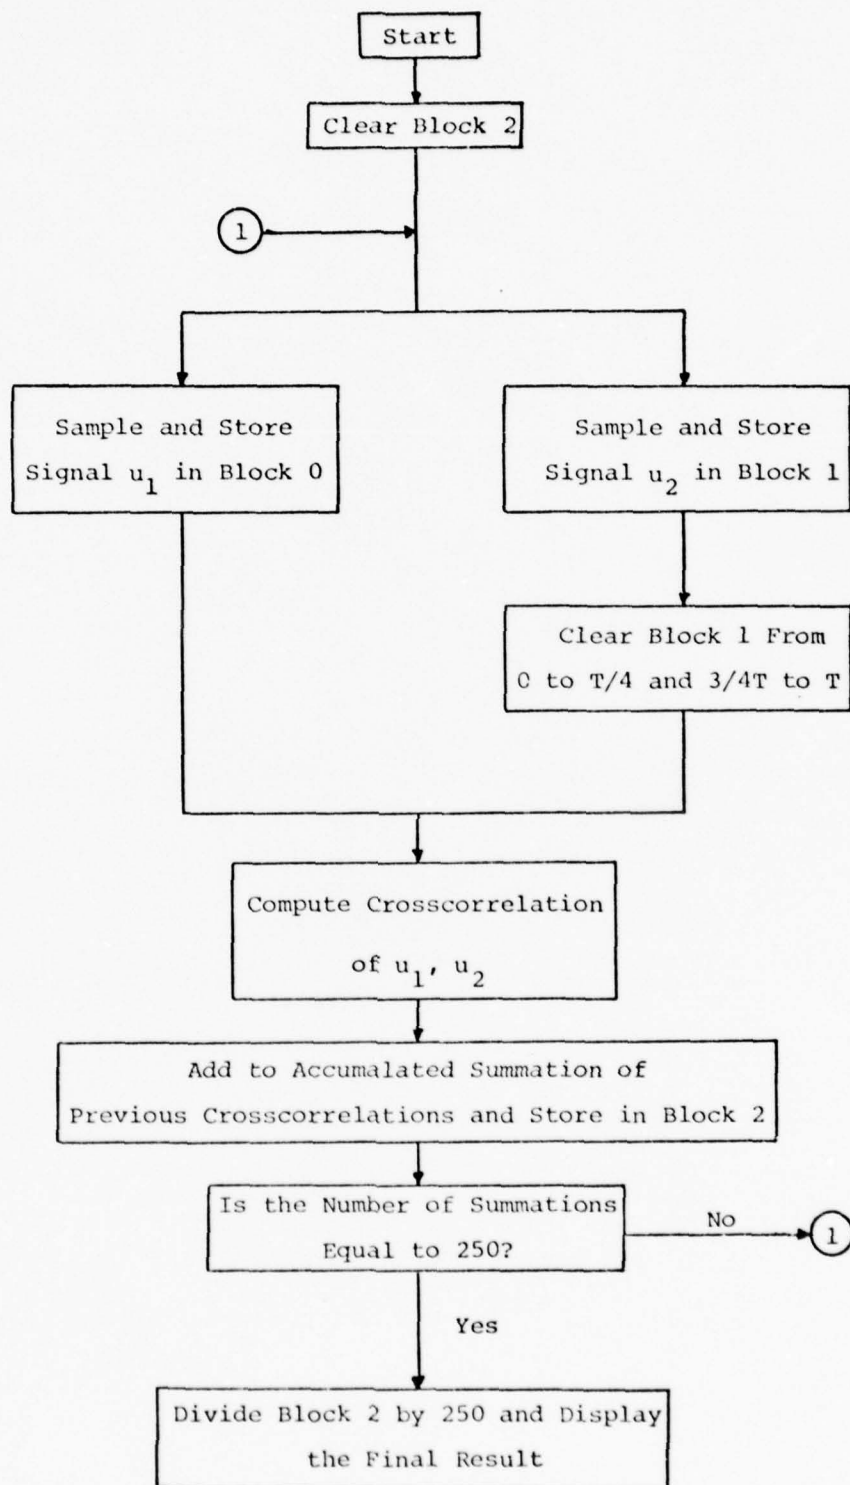 Start
Clear Block 2
1
Sample and Store
Signal u1 in Block 0
Sample and Store
Signal u2 in Block 1
Clear Block 1 From
0 to T/4 and 3/4T to T
Compute Crosscorrelation
of u1, u2
Add to Accumalated Summation of
Previous Crosscorrelations and Store in Block 2
Is the Number of Summations
Equal to 250?
No
1
Yes
Divide Block 2 by 250 and Display
the Final Result